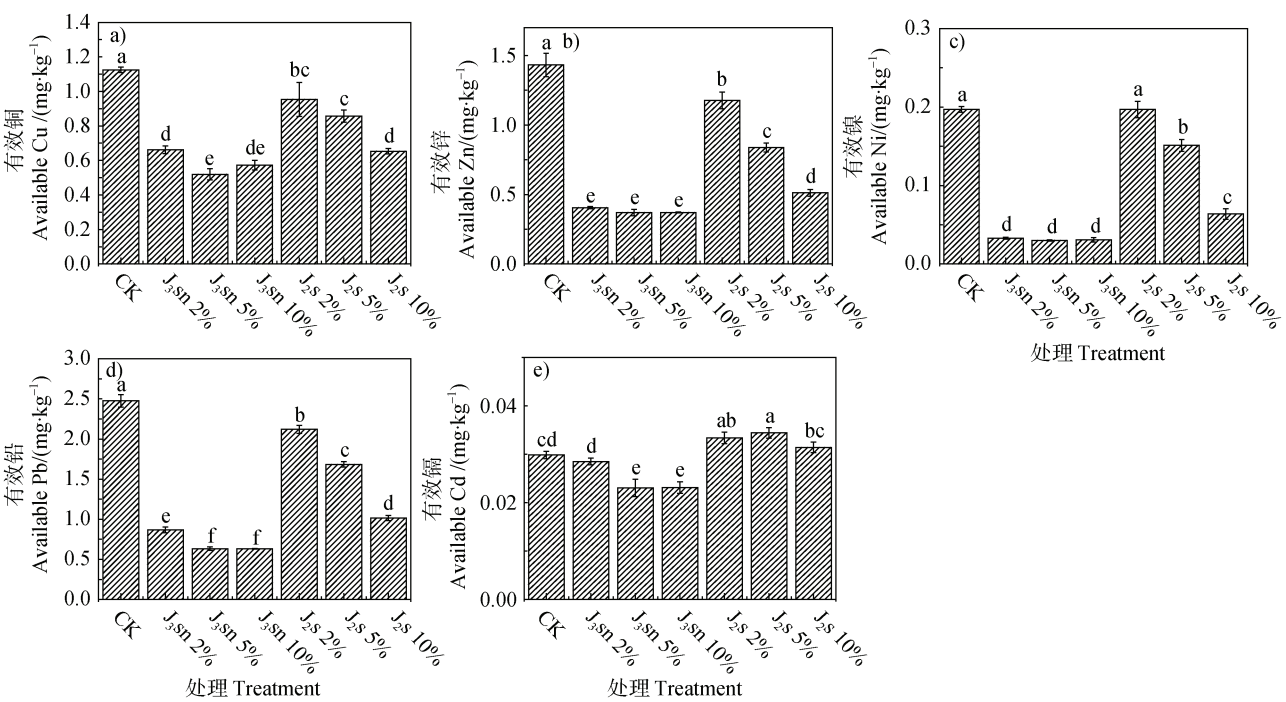 a)
有效铜
Available Cu /(mg·kg⁻¹)
1.4
1.2
1.0
0.8
0.6
0.4
0.2
0.0
a
d
e
de
bc
c
d
CK
J₃sn 2%
J₃sn 5%
J₃sn 10%
J₂s 2%
J₂s 5%
J₂s 10%
b)
有效锌
Available Zn/(mg·kg⁻¹)
1.5
1.0
0.5
0.0
a
e
e
e
b
c
d
CK
J₃sn 2%
J₃sn 5%
J₃sn 10%
J₂s 2%
J₂s 5%
J₂s 10%
c)
有效镍
Available Ni/(mg·kg⁻¹)
0.3
0.2
0.1
0.0
a
d
d
d
a
b
c
CK
J₃sn 2%
J₃sn 5%
J₃sn 10%
J₂s 2%
J₂s 5%
J₂s 10%
处理 Treatment
d)
有效铅
Available Pb/(mg·kg⁻¹)
3.0
2.5
2.0
1.5
1.0
0.5
0.0
a
e
f
f
b
c
d
CK
J₃sn 2%
J₃sn 5%
J₃sn 10%
J₂s 2%
J₂s 5%
J₂s 10%
处理 Treatment
e)
有效镉
Available Cd /(mg·kg⁻¹)
0.04
0.02
0.00
cd
d
e
e
ab
a
bc
CK
J₃sn 2%
J₃sn 5%
J₃sn 10%
J₂s 2%
J₂s 5%
J₂s 10%
处理 Treatment